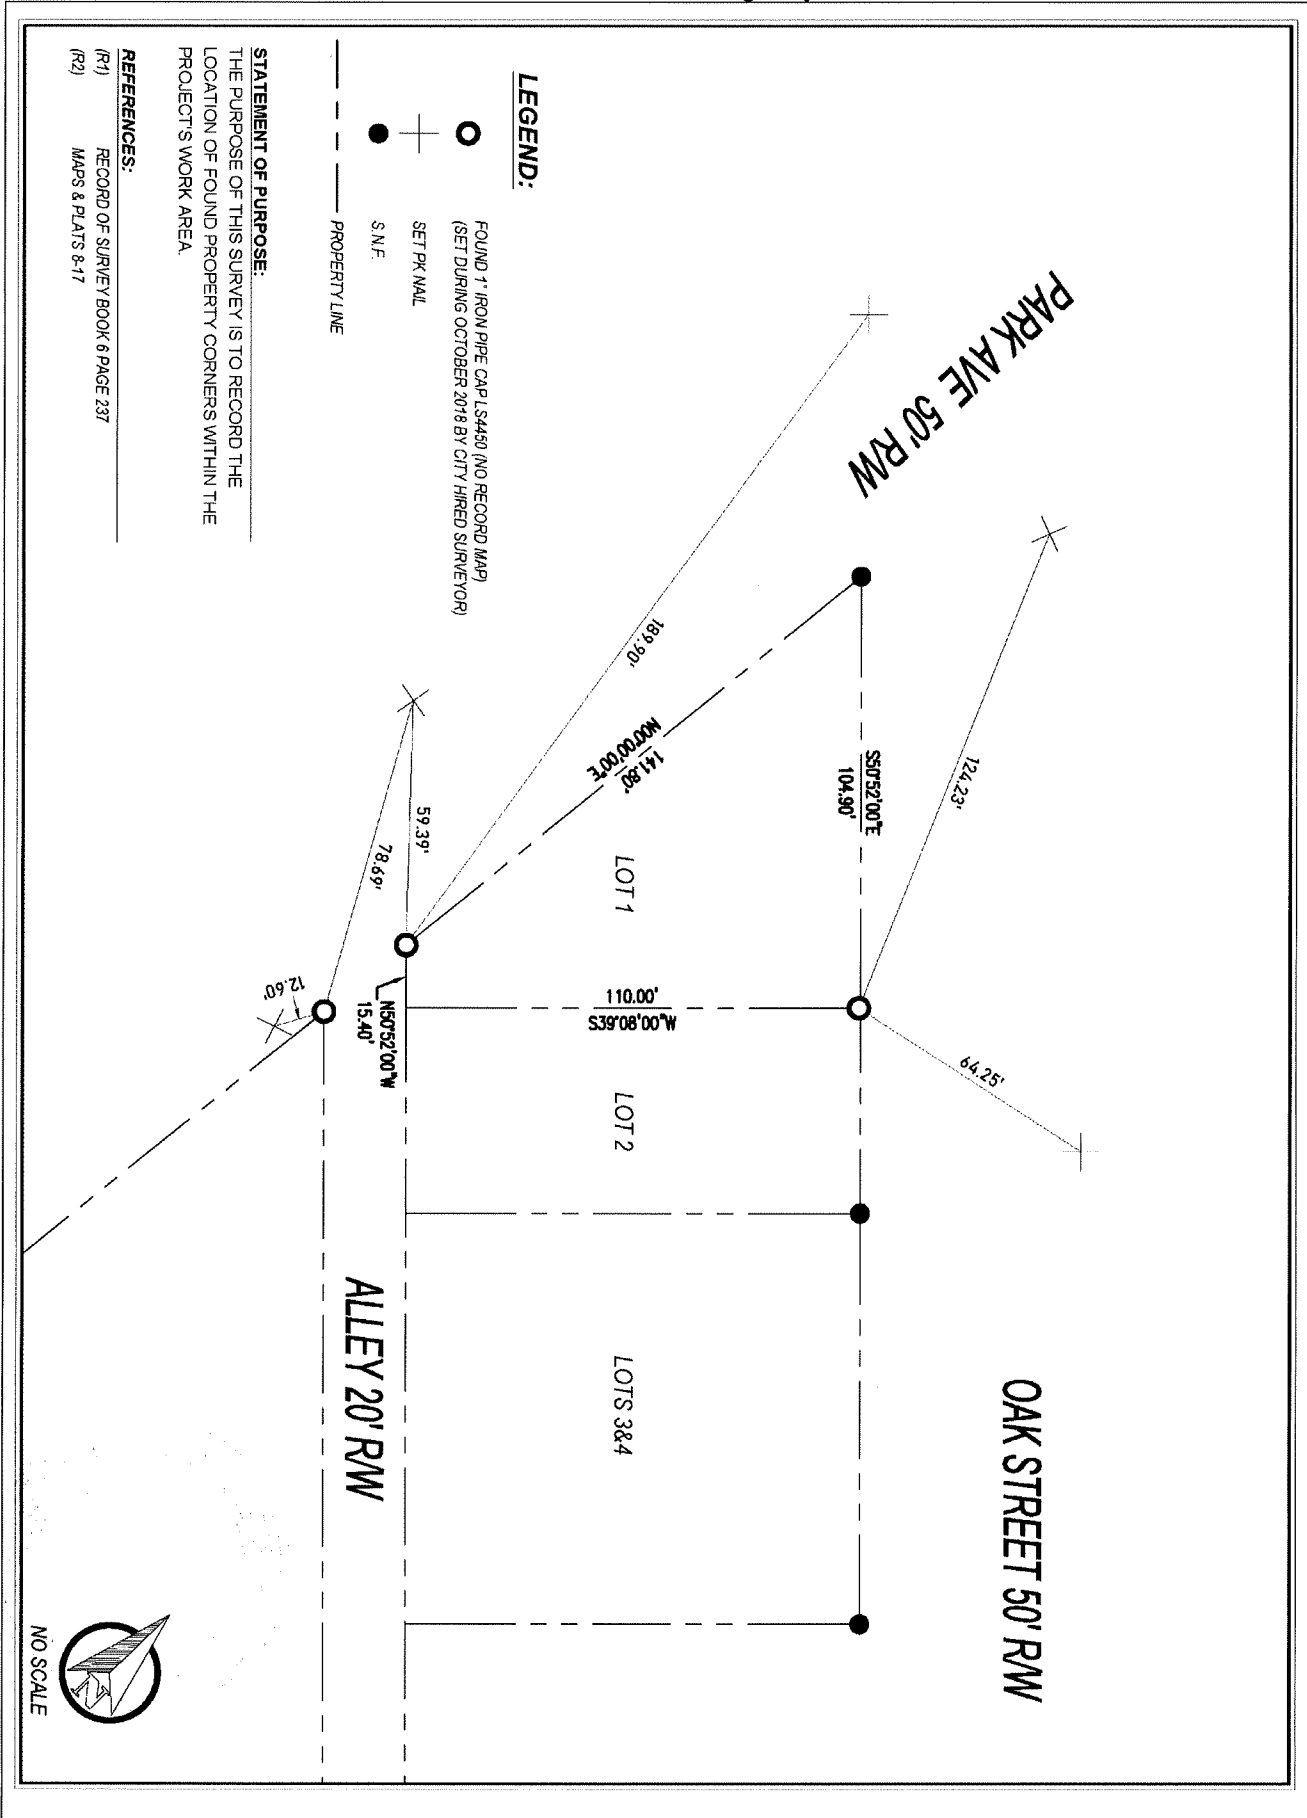 PARK AVE 50' R/W
OAK STREET 50' R/W
124.23'
64.25'
S50°52'00"E
104.90'
189.90'
N00°00'00"E
141.80'
LOT 1
110.00'
S39°08'00"W
LOT 2
LOTS 3&4
59.39'
78.69'
12.60'
N50°52'00"W
15.40'
ALLEY 20' R/W
LEGEND:
FOUND 1" IRON PIPE CAP LS4450 (NO RECORD MAP)
(SET DURING OCTOBER 2018 BY CITY HIRED SURVEYOR)
SET PK NAIL
S.N.F.
PROPERTY LINE
STATEMENT OF PURPOSE:
THE PURPOSE OF THIS SURVEY IS TO RECORD THE
LOCATION OF FOUND PROPERTY CORNERS WITHIN THE
PROJECT'S WORK AREA.
REFERENCES:
(R1) RECORD OF SURVEY BOOK 6 PAGE 237
(R2) MAPS & PLATS 8-17
N
NO SCALE